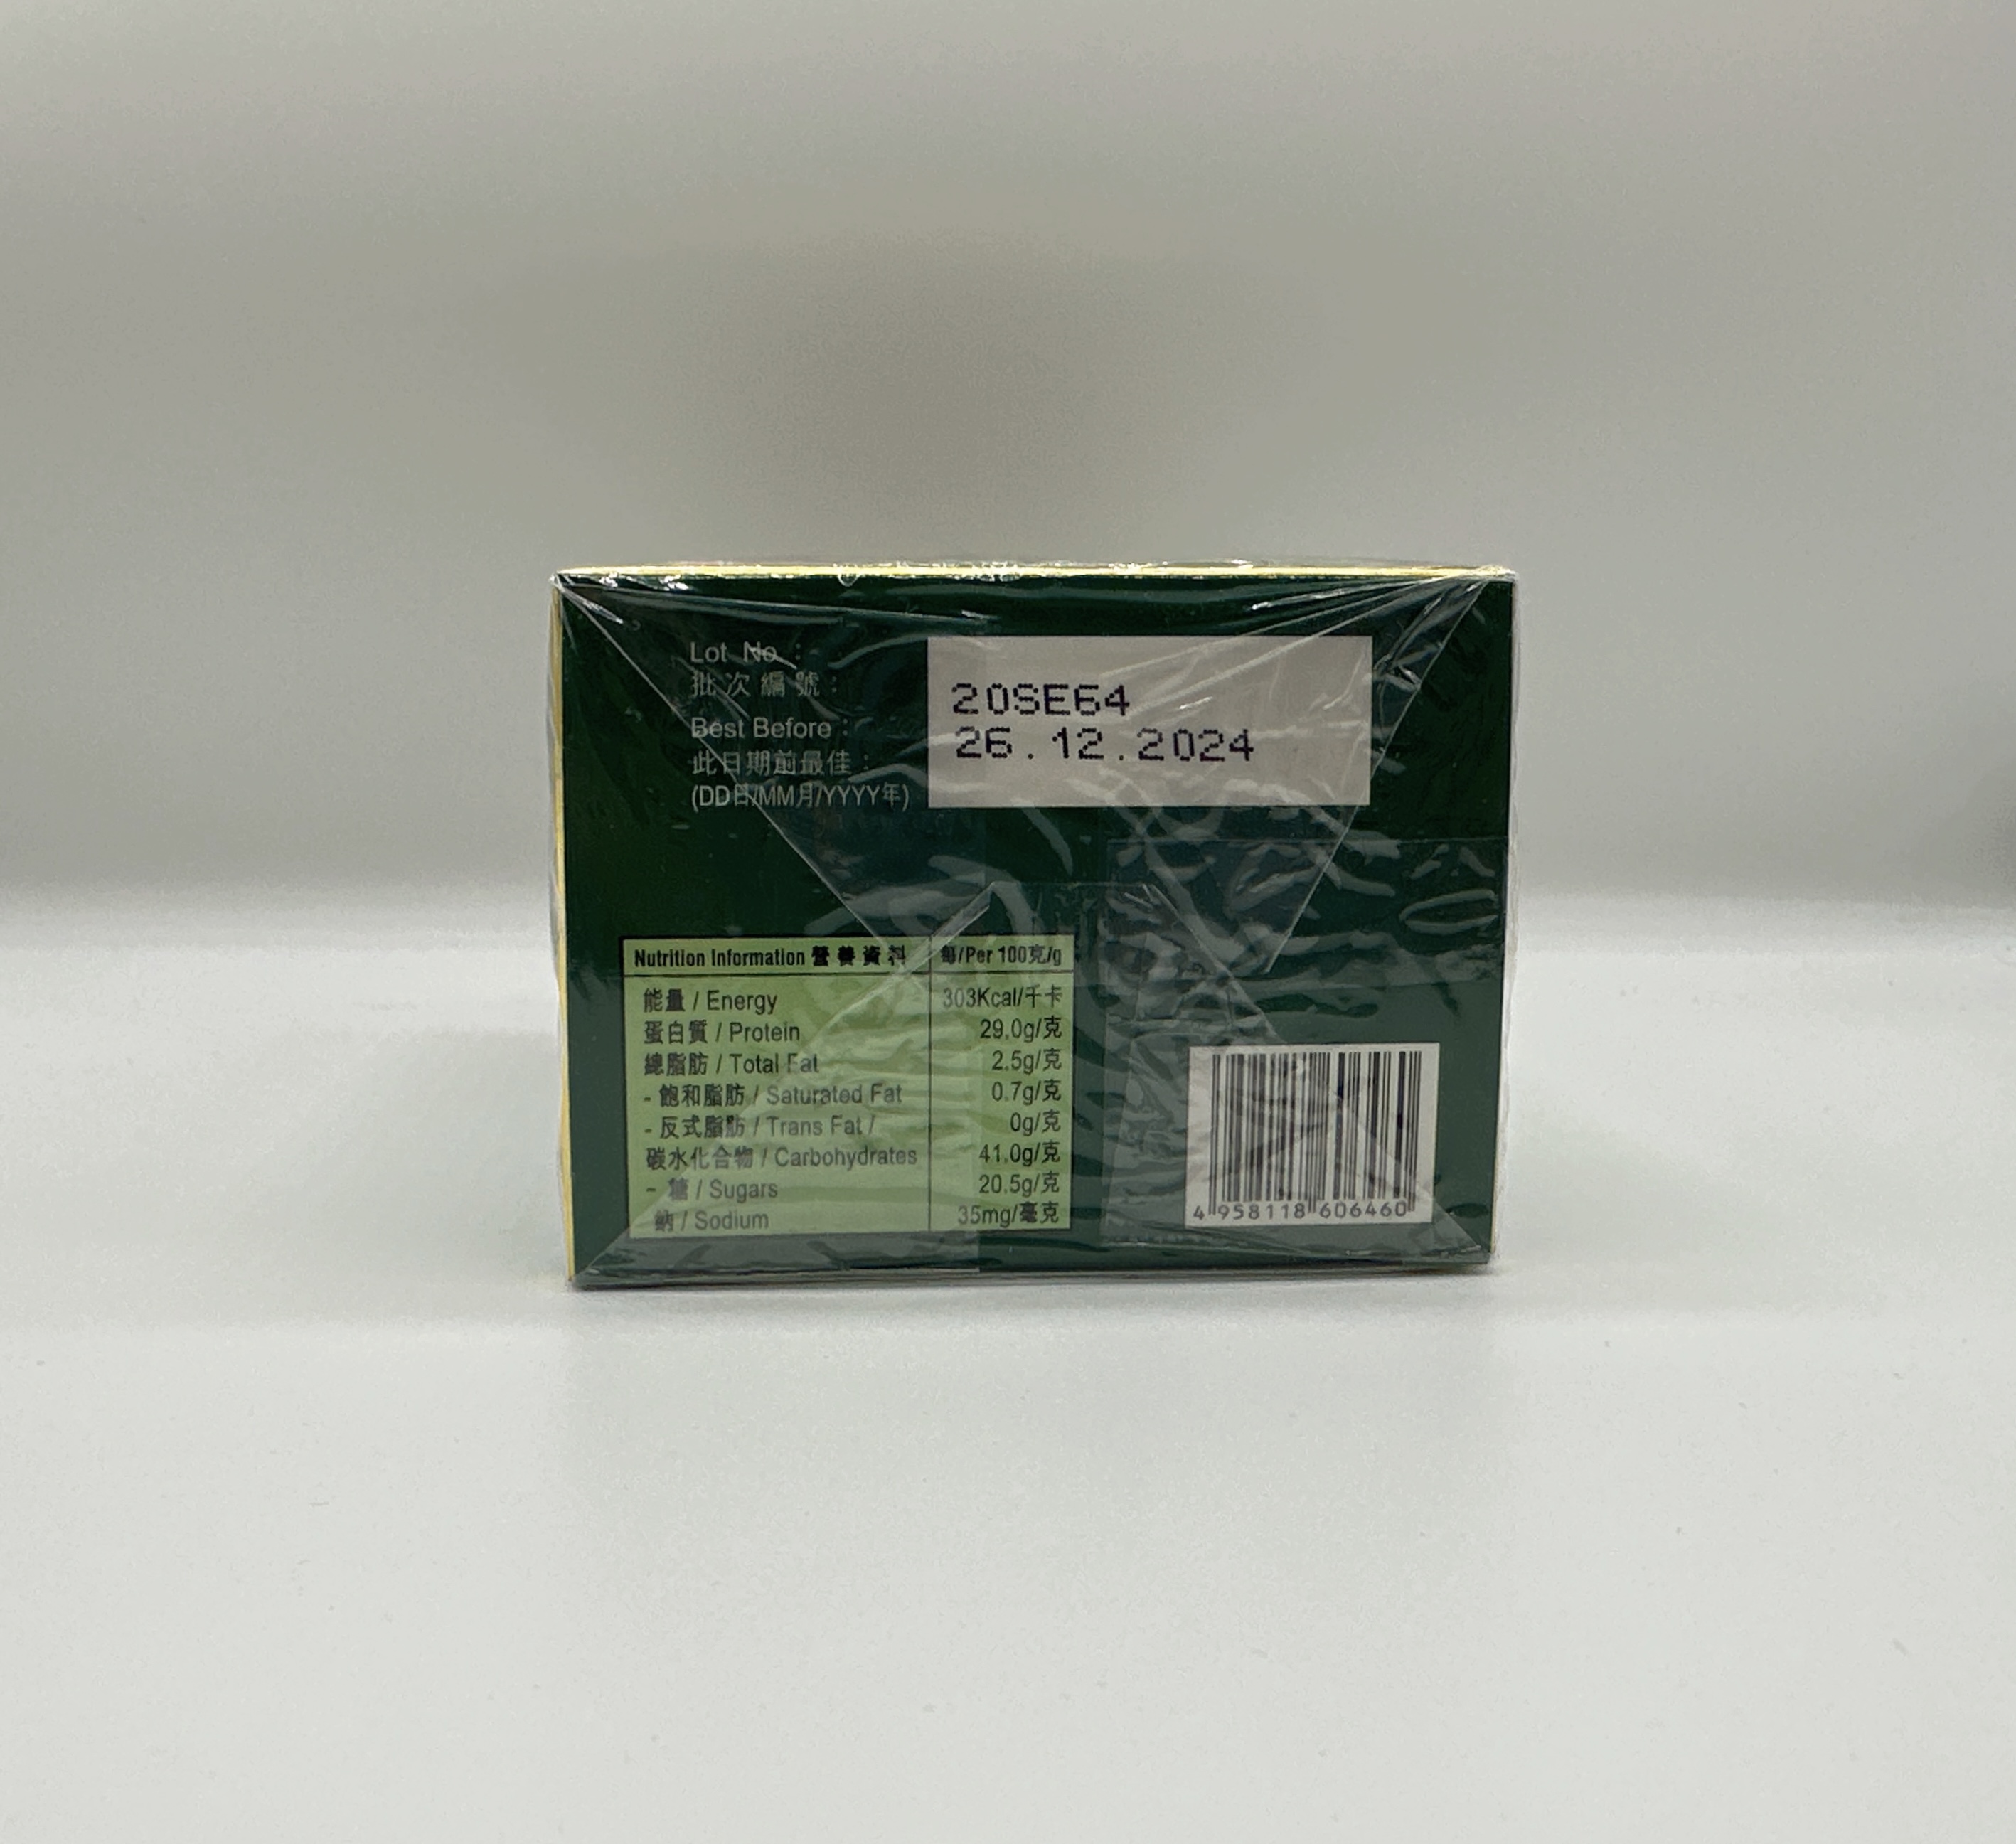 Lot No. :
批次編號:
Best Before :
此日期前最佳:
(DD日/MM月/YYYY年)
20SE64
26.12.2024
Nutrition Information 營養資料 每/Per 100克/g
能量 / Energy 303Kcal/千卡
蛋白質 / Protein 29.0g/克
總脂肪 / Total Fat 2.5g/克
- 飽和脂肪 / Saturated Fat 0.7g/克
- 反式脂肪 / Trans Fat / 0g/克
碳水化合物 / Carbohydrates 41.0g/克
- 糖 / Sugars 20.5g/克
鈉 / Sodium 35mg/毫克
4 958118 606460